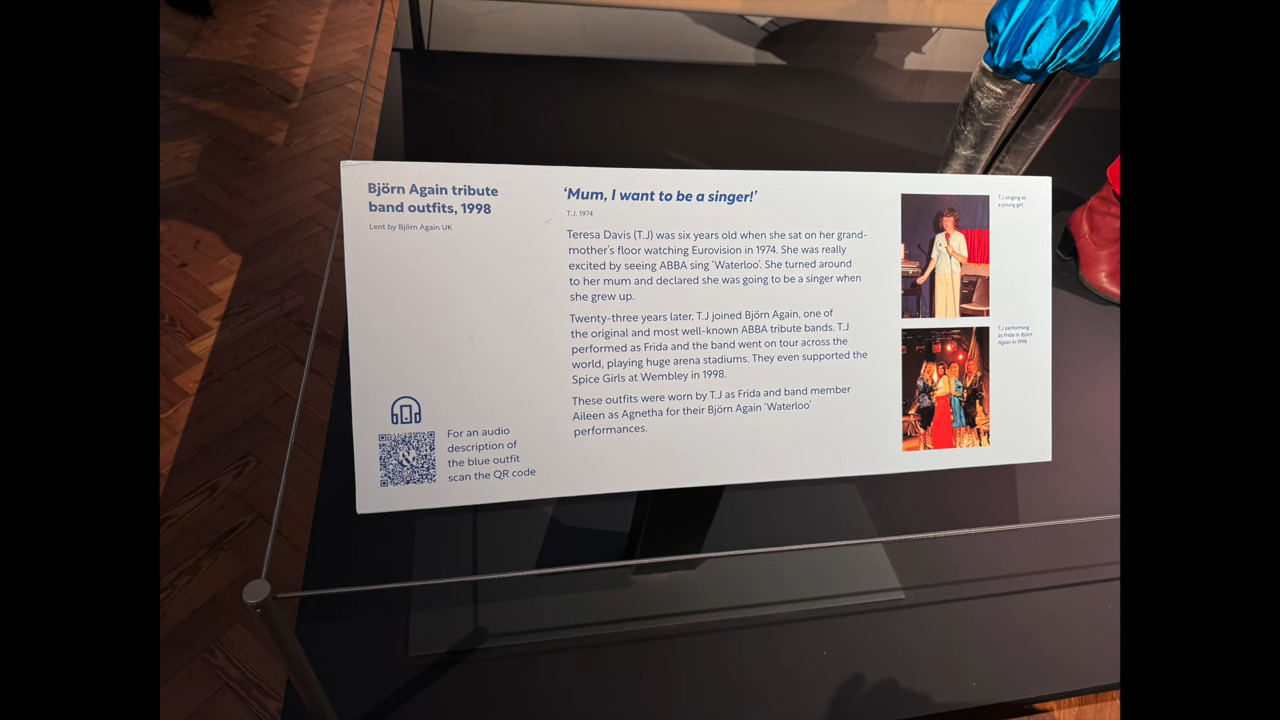 Björn Again tribute
band outfits, 1998
Lent by Björn Again UK
For an audio
description of
the blue outfit
scan the QR code
‘Mum, I want to be a singer!’
T.J, 1974
Teresa Davis (T.J) was six years old when she sat on her grand-
mother’s floor watching Eurovision in 1974. She was really
excited by seeing ABBA sing ‘Waterloo’. She turned around
to her mum and declared she was going to be a singer when
she grew up.
Twenty-three years later, T.J joined Björn Again, one of
the original and most well-known ABBA tribute bands. T.J
performed as Frida and the band went on tour across the
world, playing huge arena stadiums. They even supported the
Spice Girls at Wembley in 1998.
These outfits were worn by T.J as Frida and band member
Aileen as Agnetha for their Björn Again ‘Waterloo’
performances.
T.J singing as
a young girl
T.J performing
as Frida in Björn
Again in 1998